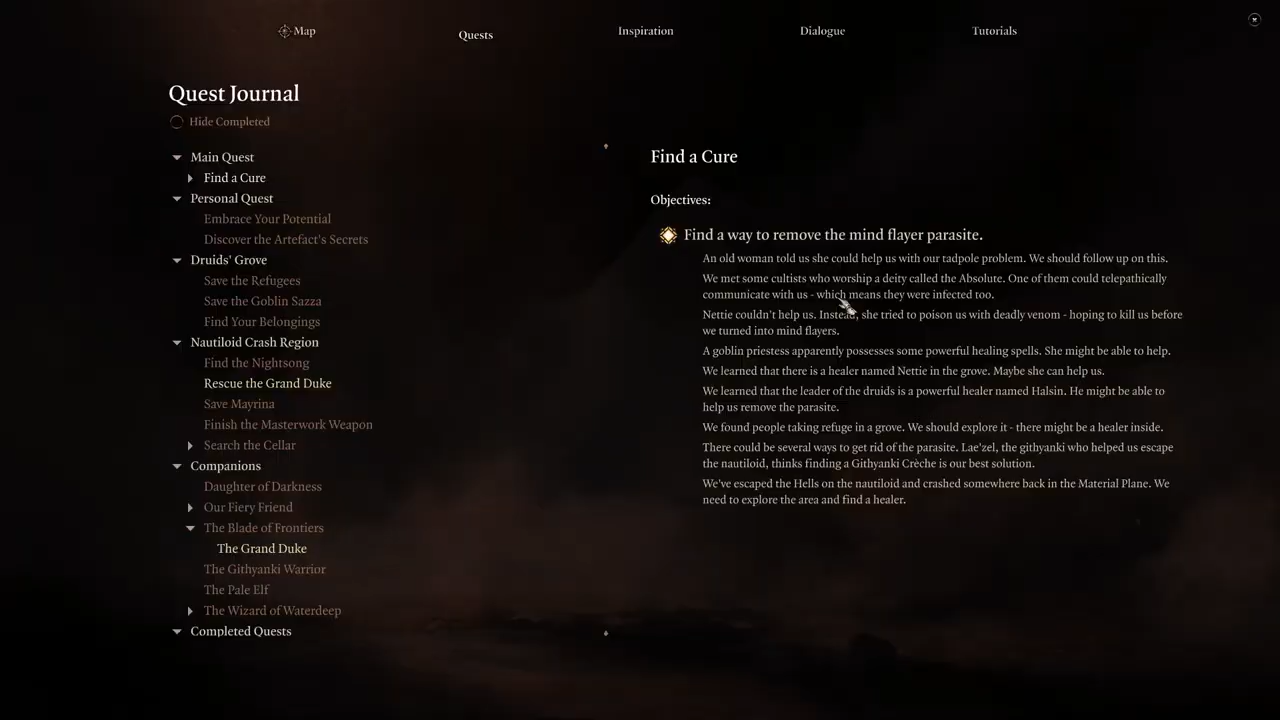 Map
Quests
Inspiration
Dialogue
Tutorials
Quest Journal
Hide Completed
Main Quest
Find a Cure
Personal Quest
Embrace Your Potential
Discover the Artefact's Secrets
Druids' Grove
Save the Refugees
Save the Goblin Sazza
Find Your Belongings
Nautiloid Crash Region
Find the Nightsong
Rescue the Grand Duke
Save Mayrina
Finish the Masterwork Weapon
Search the Cellar
Companions
Daughter of Darkness
Our Fiery Friend
The Blade of Frontiers
The Grand Duke
The Githyanki Warrior
The Pale Elf
The Wizard of Waterdeep
Completed Quests
Find a Cure
Objectives:
Find a way to remove the mind flayer parasite.
An old woman told us she could help us with our tadpole problem. We should follow up on this.
We met some cultists who worship a deity called the Absolute. One of them could telepathically
communicate with us - which means they were infected too.
Nettie couldn't help us. Instead, she tried to poison us with deadly venom - hoping to kill us before
we turned into mind flayers.
A goblin priestess apparently possesses some powerful healing spells. She might be able to help.
We learned that there is a healer named Nettie in the grove. Maybe she can help us.
We learned that the leader of the druids is a powerful healer named Halsin. He might be able to
help us remove the parasite.
We found people taking refuge in a grove. We should explore it - there might be a healer inside.
There could be several ways to get rid of the parasite. Lae'zel, the githyanki who helped us escape
the nautiloid, thinks finding a Githyanki Crèche is our best solution.
We've escaped the Hells on the nautiloid and crashed somewhere back in the Material Plane. We
need to explore the area and find a healer.